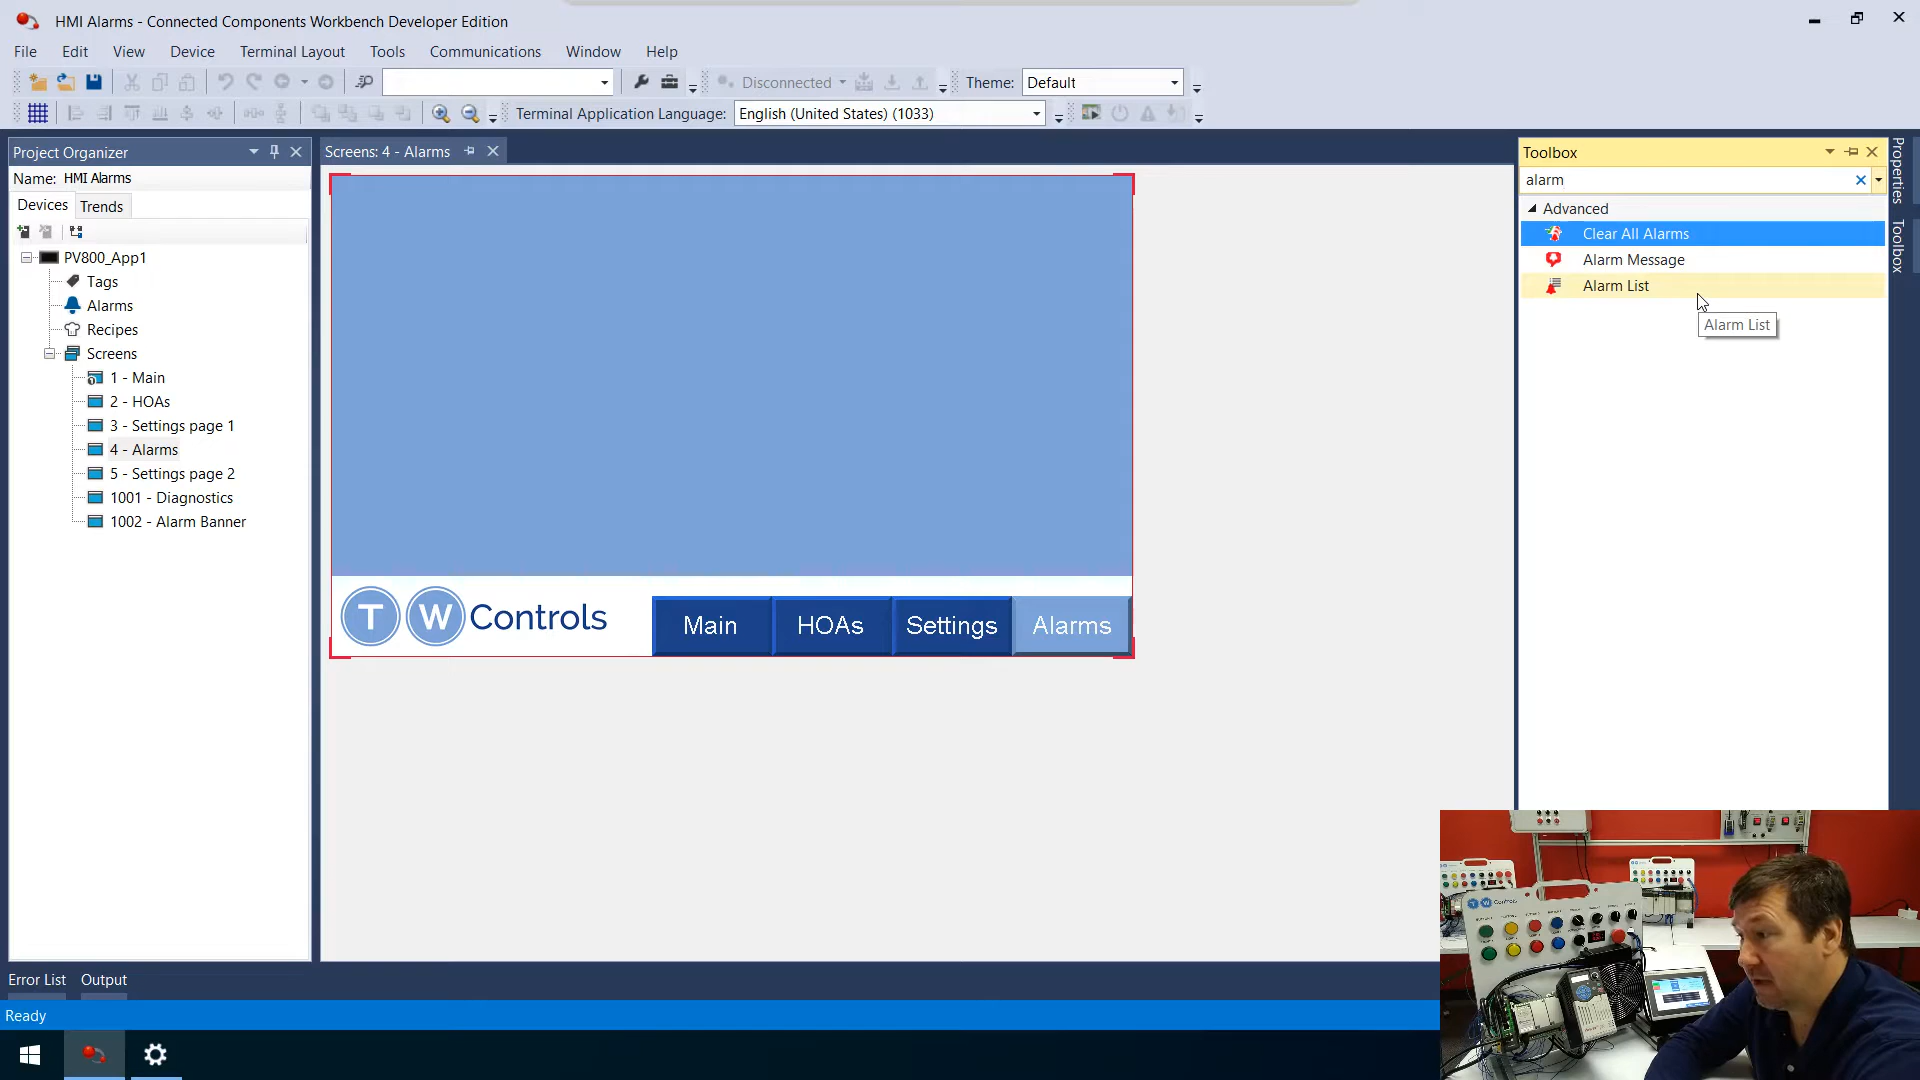 HMI Alarms - Connected Components Workbench Developer Edition
File Edit View Device Terminal Layout Tools Communications Window Help
Disconnected Theme: Default
Terminal Application Language: English (United States) (1033)
Project Organizer
Name: HMI Alarms
Devices Trends
PV800_App1
Tags
Alarms
Recipes
Screens
1 - Main
2 - HOAs
3 - Settings page 1
4 - Alarms
5 - Settings page 2
1001 - Diagnostics
1002 - Alarm Banner
Screens: 4 - Alarms
T W Controls
Main HOAs Settings Alarms
Toolbox
alarm
Advanced
Clear All Alarms
Alarm Message
Alarm List
Alarm List
Properties
Toolbox
Error List Output
Ready
T W Controls